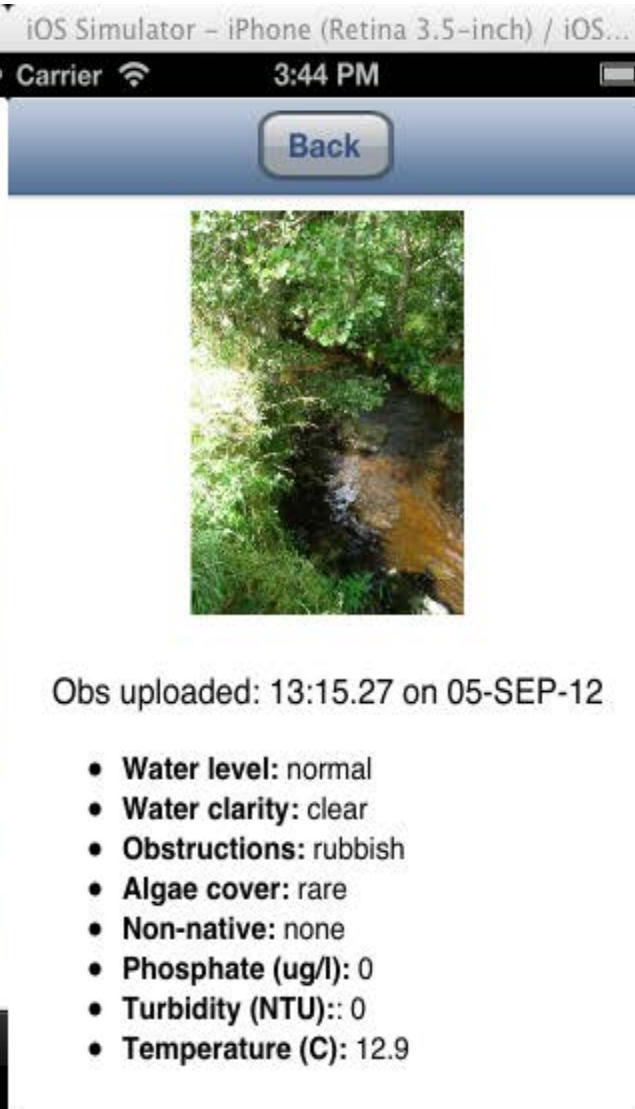 iOS Simulator – iPhone (Retina 3.5–inch) / iOS...
Carrier 3:44 PM
Back
Obs uploaded: 13:15.27 on 05-SEP-12
• Water level: normal
• Water clarity: clear
• Obstructions: rubbish
• Algae cover: rare
• Non-native: none
• Phosphate (ug/l): 0
• Turbidity (NTU):: 0
• Temperature (C): 12.9